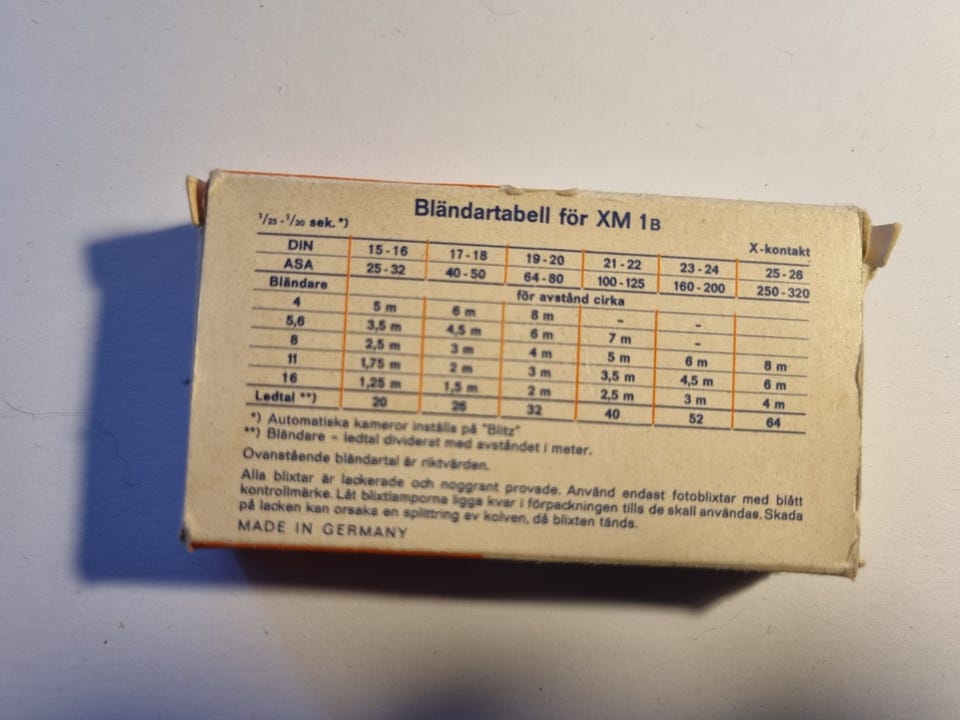 Bländartabell för XM 1B
1/25 - 1/30 sek. *)
X-kontakt
DIN 15 - 16 17 - 18 19 - 20 21 - 22 23 - 24 25 - 26
ASA 25 - 32 40 - 50 64 - 80 100 - 125 160 - 200 250 - 320
Bländare för avstånd cirka
4 5 m 6 m 8 m - -
5,6 3,5 m 4,5 m 6 m 7 m -
8 2,5 m 3 m 4 m 5 m 6 m 8 m
11 1,75 m 2 m 3 m 3,5 m 4,5 m 6 m
16 1,25 m 1,5 m 2 m 2,5 m 3 m 4 m
Ledtal **) 20 26 32 40 52 64
*) Automatiska kameror inställs på "Blitz"
**) Bländare = ledtal dividerat med avståndet i meter.
Ovanstående bländartal är riktvärden.
Alla blixtar är lackerade och noggrant provade. Använd endast fotoblixtar med blått
kontrollmärke. Låt blixtlamporna ligga kvar i förpackningen tills de skall användas. Skada
på lacken kan orsaka en splittring av kolven, då blixten tänds.
MADE IN GERMANY